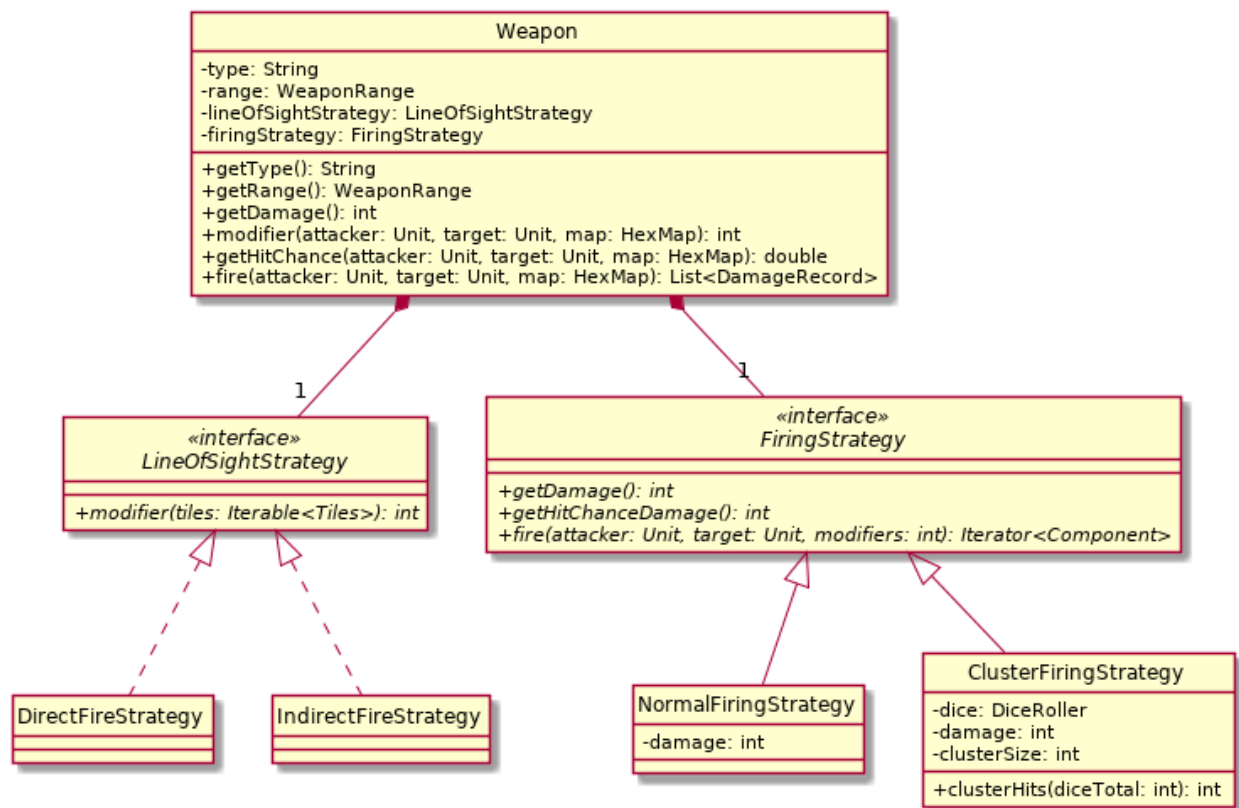 Weapon
-type: String
-range: WeaponRange
-lineOfSightStrategy: LineOfSightStrategy
-firingStrategy: FiringStrategy
+getType(): String
+getRange(): WeaponRange
+getDamage(): int
+modifier(attacker: Unit, target: Unit, map: HexMap): int
+getHitChance(attacker: Unit, target: Unit, map: HexMap): double
+fire(attacker: Unit, target: Unit, map: HexMap): List<DamageRecord>
1
1
«interface»
LineOfSightStrategy
+modifier(tiles: Iterable<Tiles>): int
«interface»
FiringStrategy
+getDamage(): int
+getHitChanceDamage(): int
+fire(attacker: Unit, target: Unit, modifiers: int): Iterator<Component>
DirectFireStrategy
IndirectFireStrategy
NormalFiringStrategy
-damage: int
ClusterFiringStrategy
-dice: DiceRoller
-damage: int
-clusterSize: int
+clusterHits(diceTotal: int): int